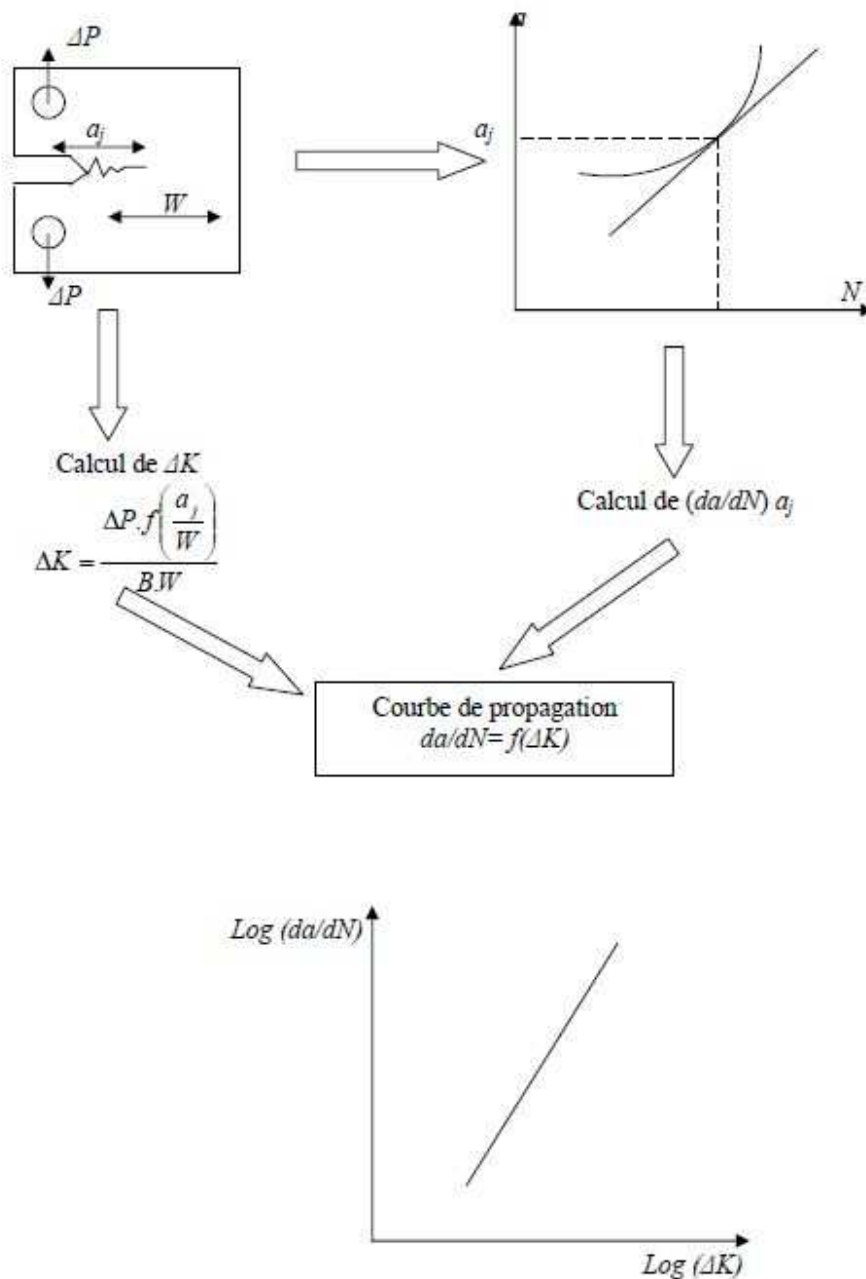 ΔP
a_j
W
ΔP
a_j
N
Calcul de ΔK
ΔK = ΔP.f(a_j/W) / B.W
Calcul de (da/dN) a_j
Courbe de propagation
da/dN= f(ΔK)
Log (da/dN)
Log (ΔK)